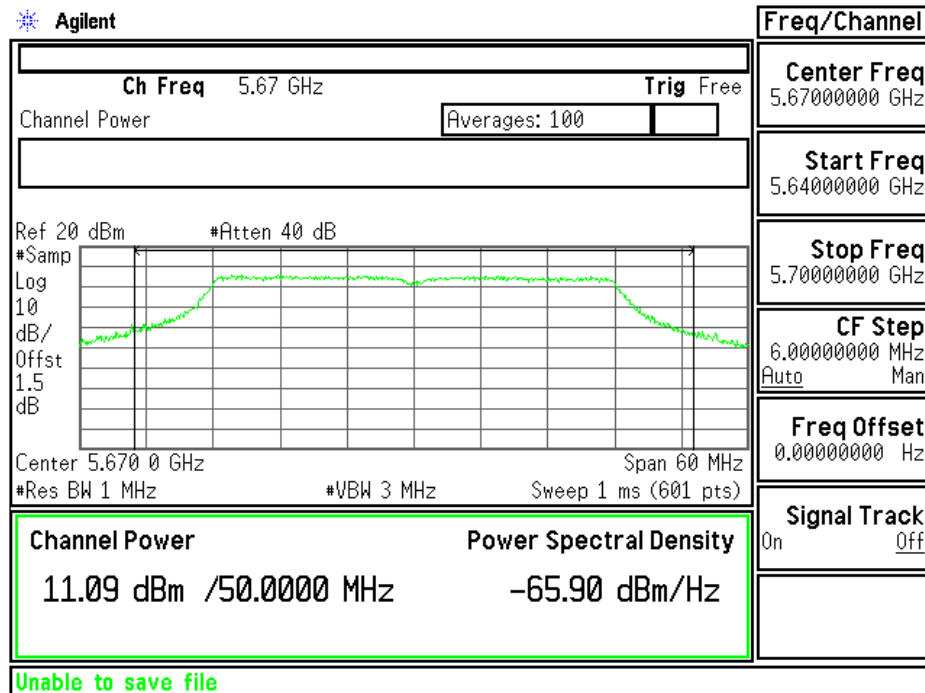 Agilent
Freq/Channel
Ch Freq 5.67 GHz Trig Free
Channel Power Averages: 100
Ref 20 dBm #Atten 40 dB
#Samp
Log
10
dB/
Offst
1.5
dB
Center 5.670 0 GHz Span 60 MHz
#Res BW 1 MHz #VBW 3 MHz Sweep 1 ms (601 pts)
Channel Power Power Spectral Density
11.09 dBm /50.0000 MHz -65.90 dBm/Hz
Unable to save file
Center Freq
5.67000000 GHz
Start Freq
5.64000000 GHz
Stop Freq
5.70000000 GHz
CF Step
6.00000000 MHz
Auto Man
Freq Offset
0.00000000 Hz
Signal Track
On Off